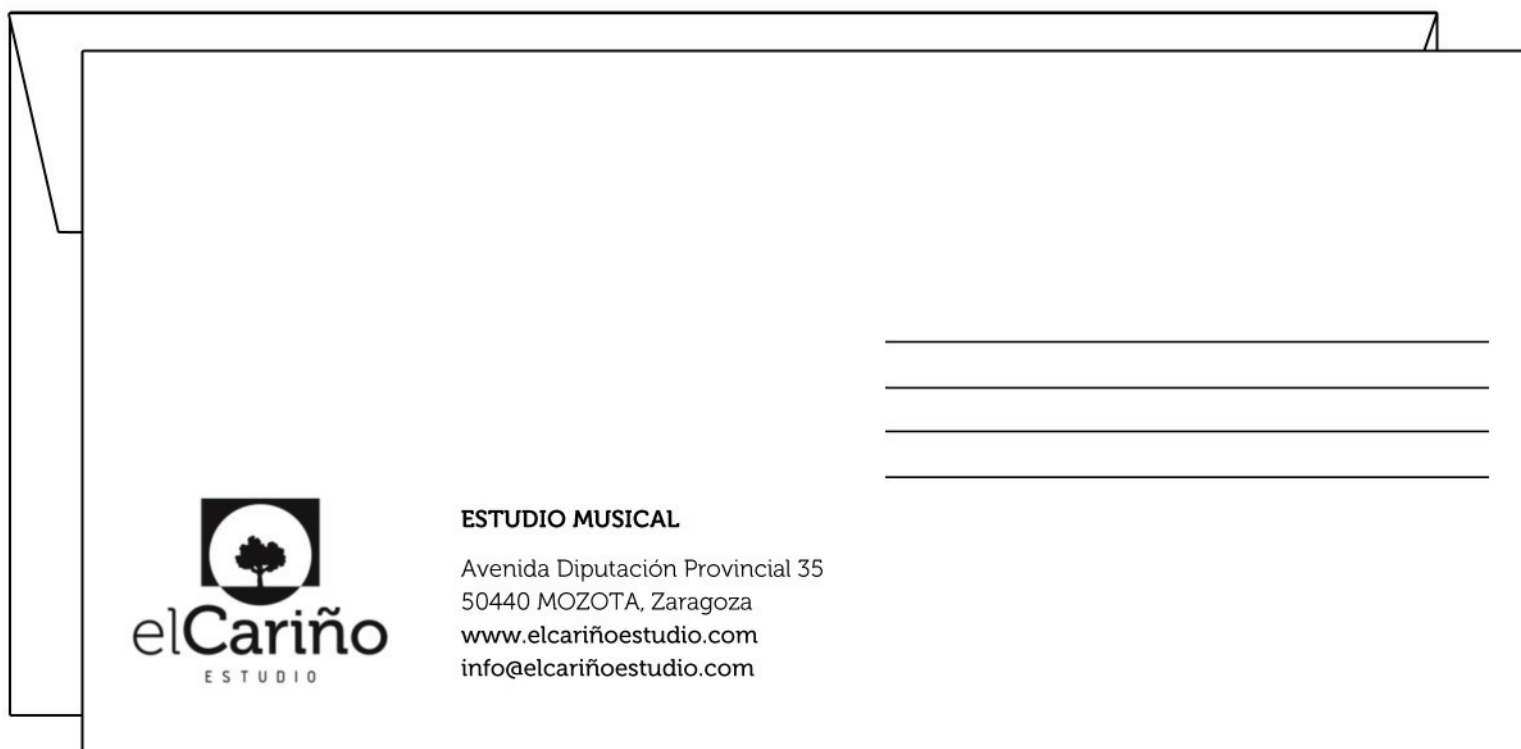 elCariño
ESTUDIO
ESTUDIO MUSICAL
Avenida Diputación Provincial 35
50440 MOZOTA, Zaragoza
www.elcariñoestudio.com
info@elcariñoestudio.com